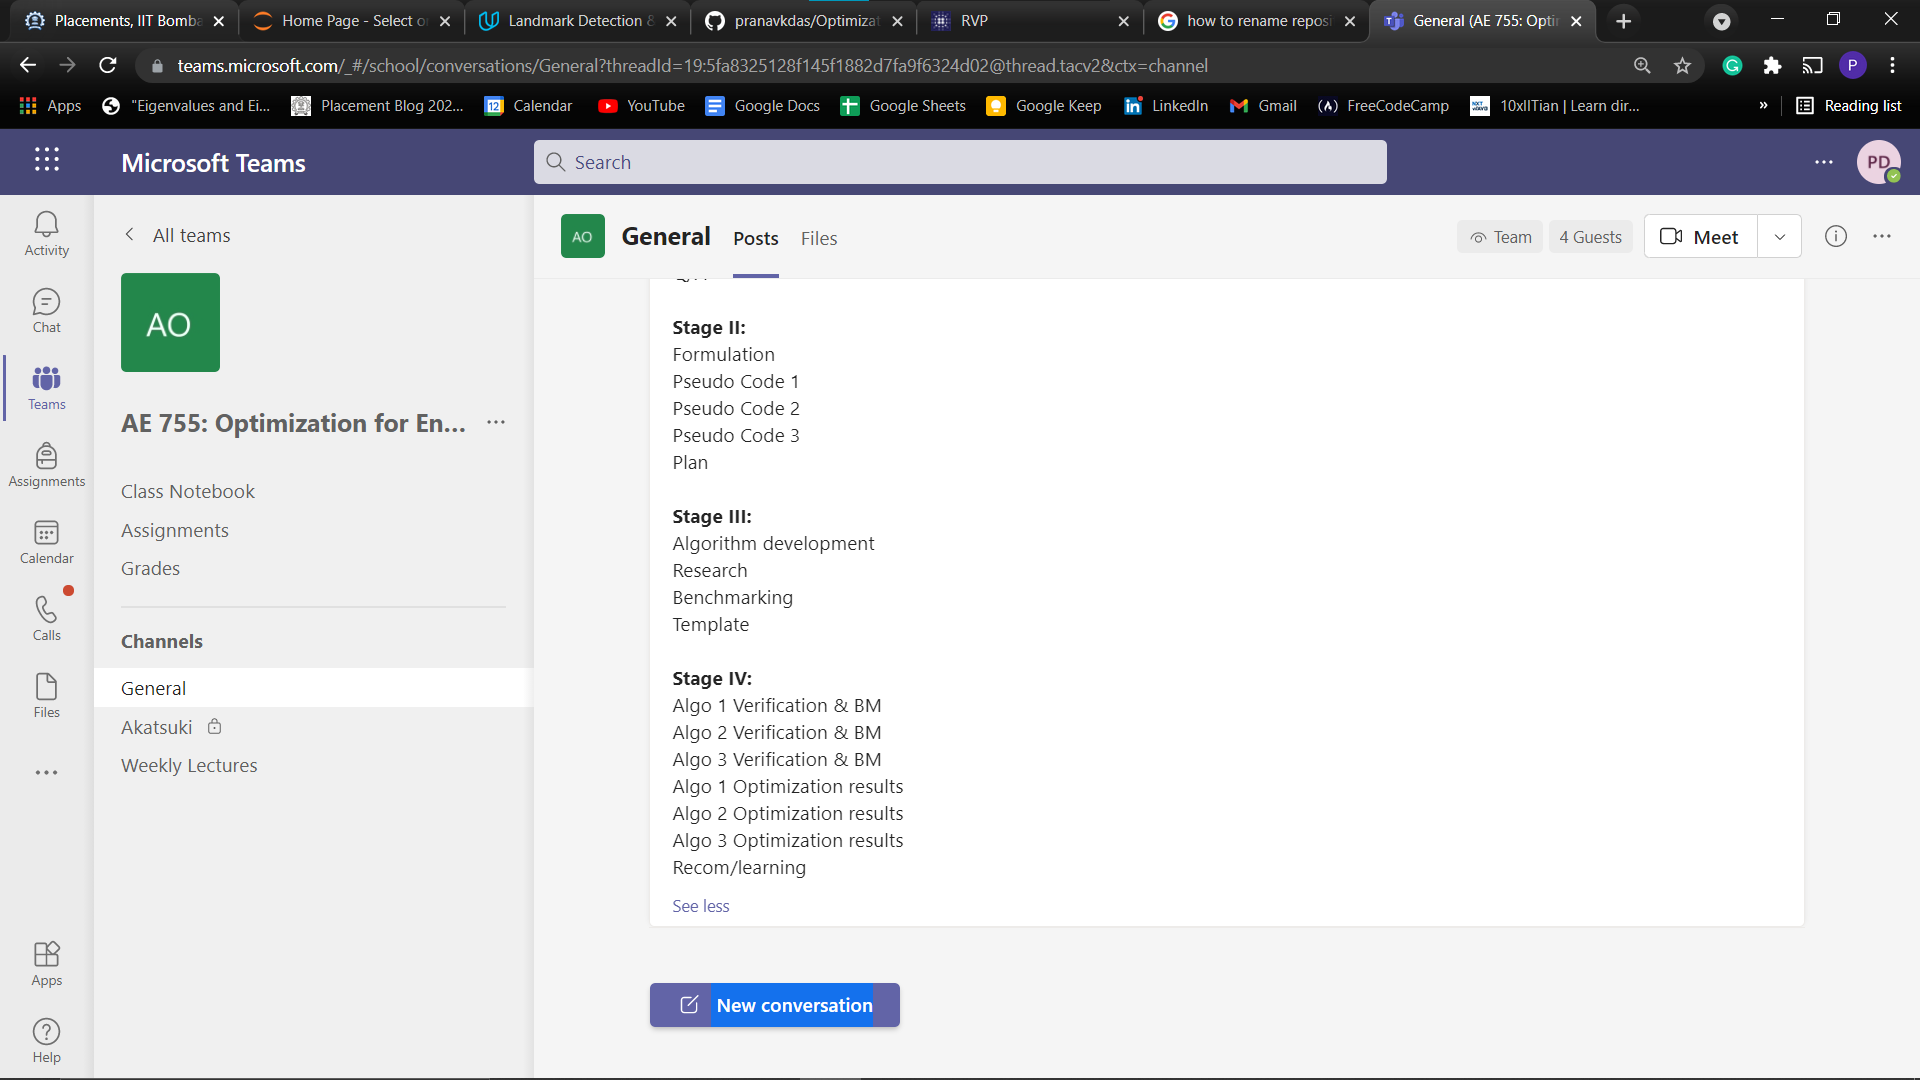 Placements, IIT Bomba
Home Page - Select or
Landmark Detection &
pranavkdas/Optimizat
RVP
how to rename reposi
General (AE 755: Optim
teams.microsoft.com/_#/school/conversations/General?threadId=19:5fa8325128f145f1882d7fa9f6324d02@thread.tacv2&ctx=channel
P
Apps
"Eigenvalues and Ei...
Placement Blog 202...
12 Calendar
YouTube
Google Docs
Google Sheets
Google Keep
LinkedIn
Gmail
FreeCodeCamp
10xIITian | Learn dir...
»
Reading list
Microsoft Teams
Search
PD
Activity
Chat
Teams
Assignments
Calendar
Calls
Files
Apps
Help
All teams
AO
AE 755: Optimization for En...
Class Notebook
Assignments
Grades
Channels
General
Akatsuki
Weekly Lectures
AO
General
Posts
Files
Team
4 Guests
Meet
Stage II:
Formulation
Pseudo Code 1
Pseudo Code 2
Pseudo Code 3
Plan
Stage III:
Algorithm development
Research
Benchmarking
Template
Stage IV:
Algo 1 Verification & BM
Algo 2 Verification & BM
Algo 3 Verification & BM
Algo 1 Optimization results
Algo 2 Optimization results
Algo 3 Optimization results
Recom/learning
See less
New conversation